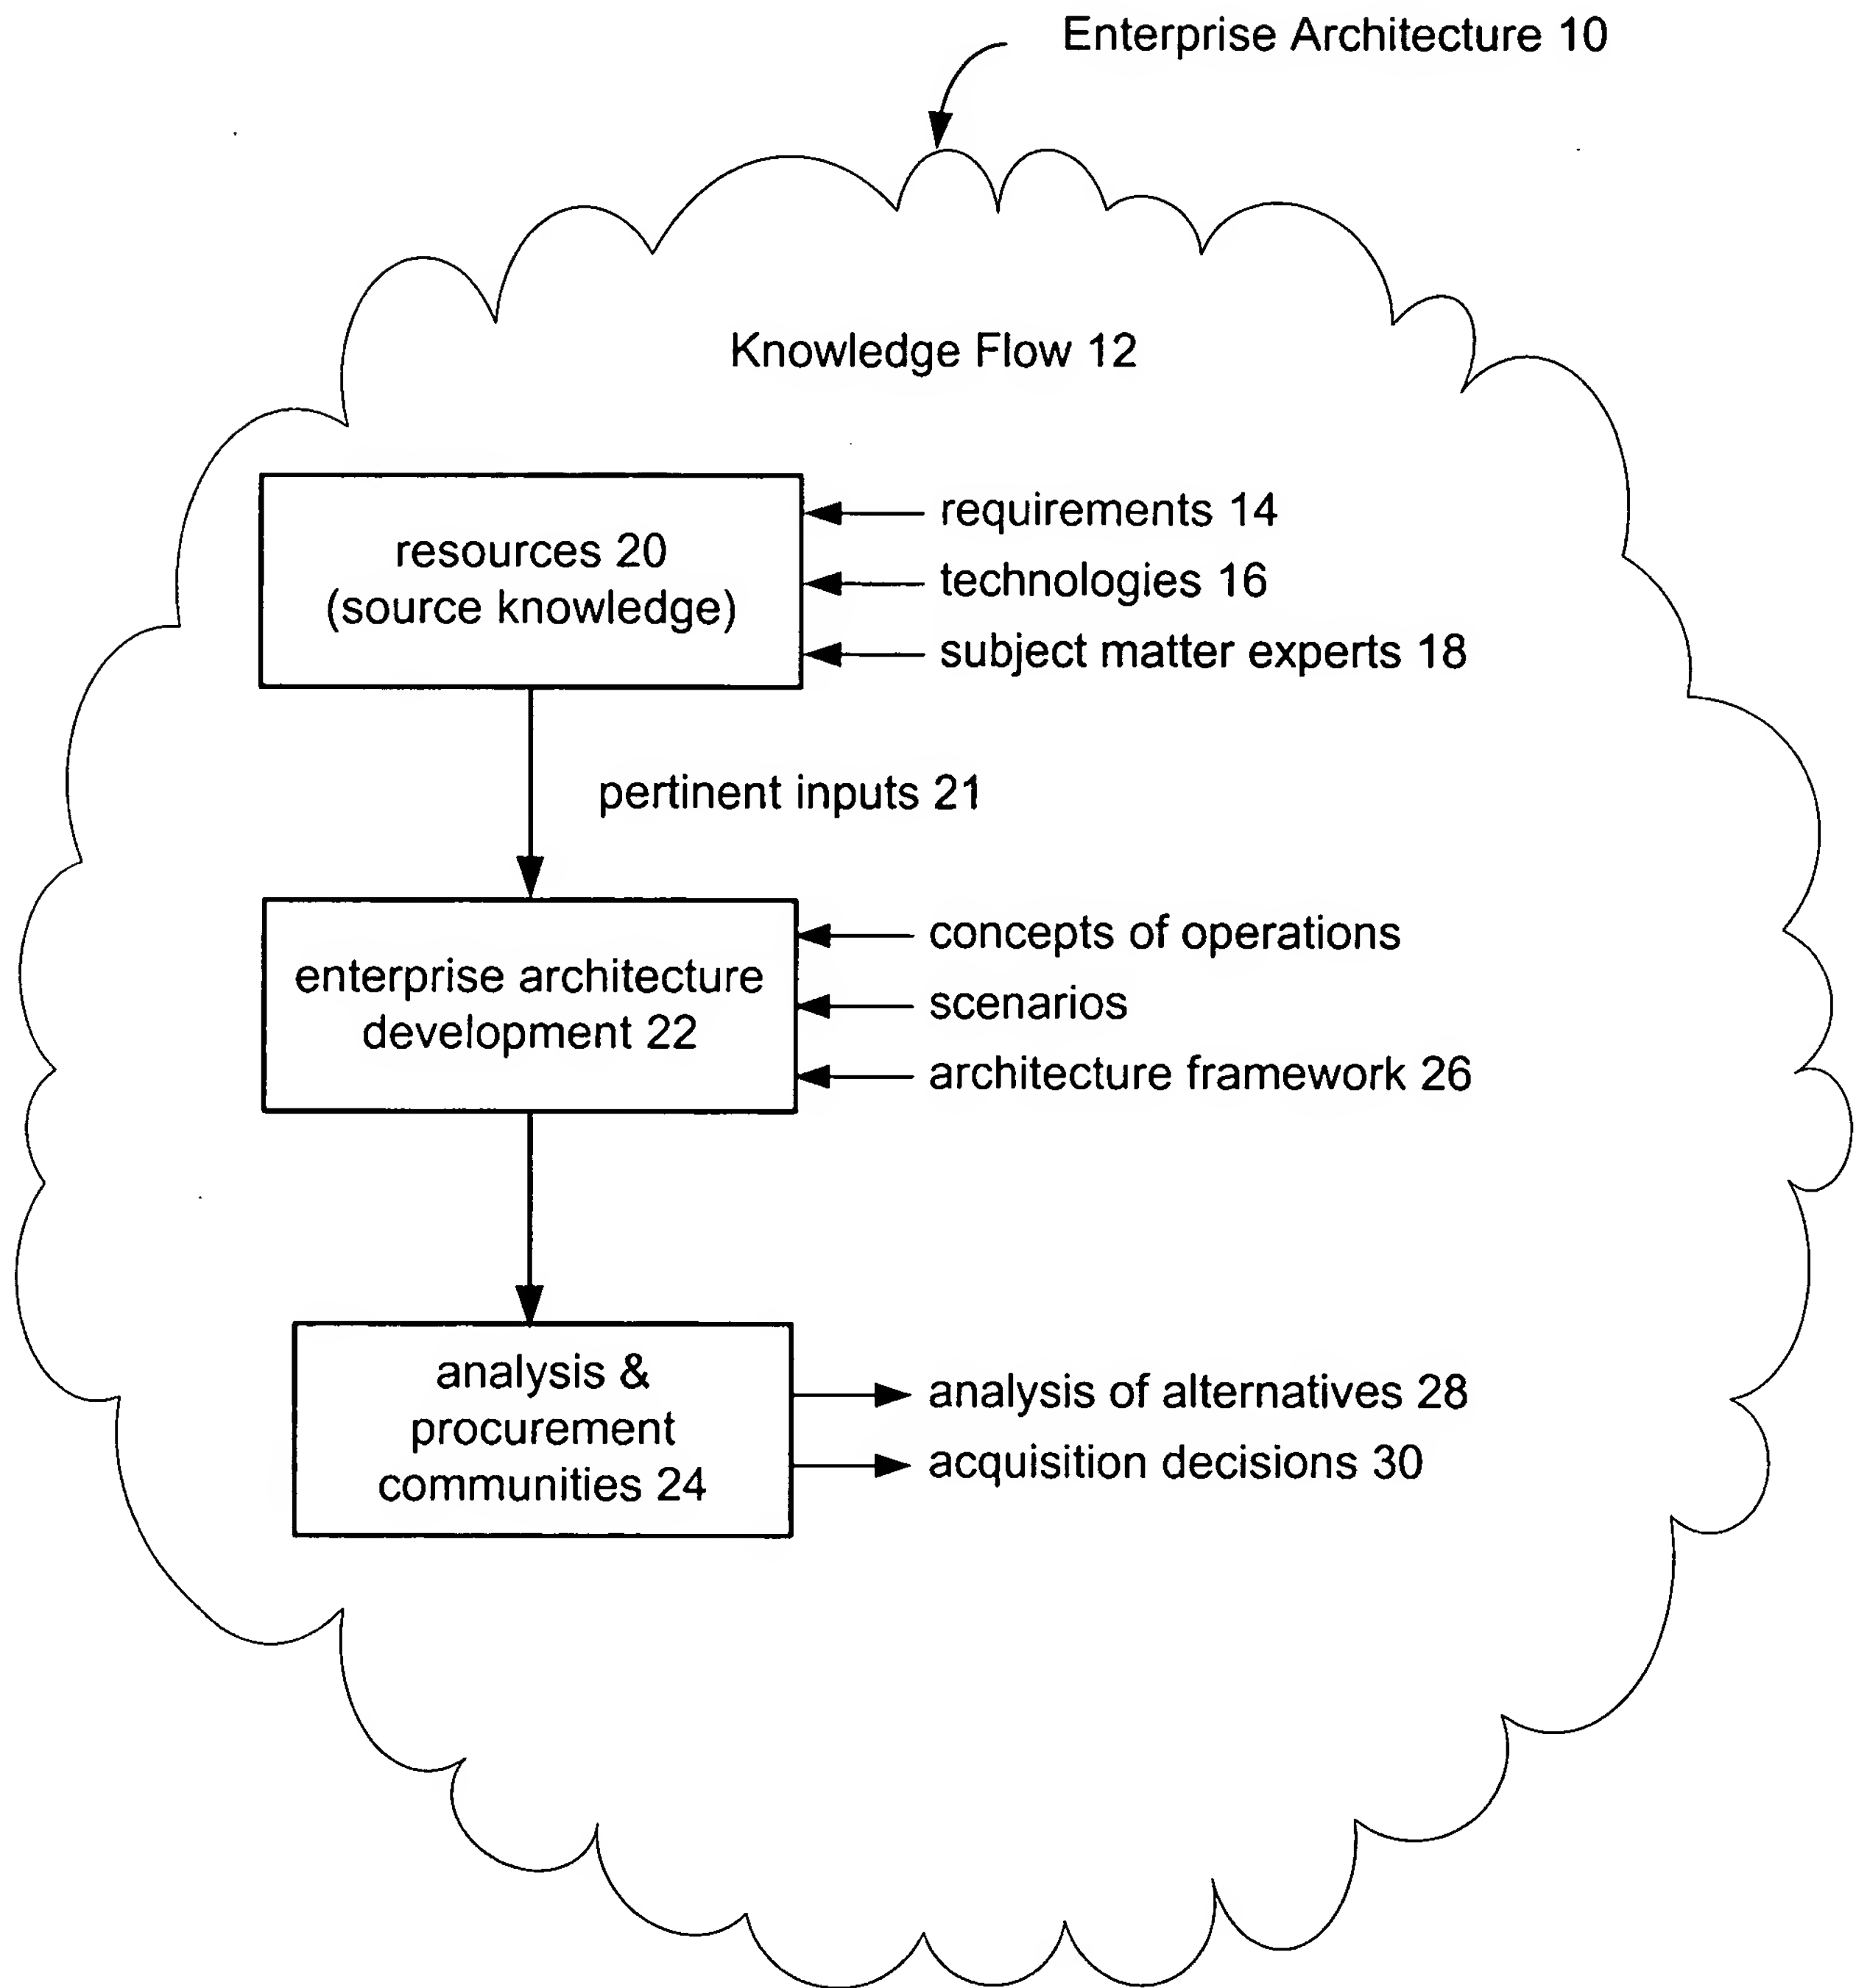 Enterprise Architecture 10
Knowledge Flow 12
resources 20
(source knowledge)
requirements 14
technologies 16
subject matter experts 18
pertinent inputs 21
enterprise architecture
development 22
concepts of operations
scenarios
architecture framework 26
analysis &
procurement
communities 24
analysis of alternatives 28
acquisition decisions 30